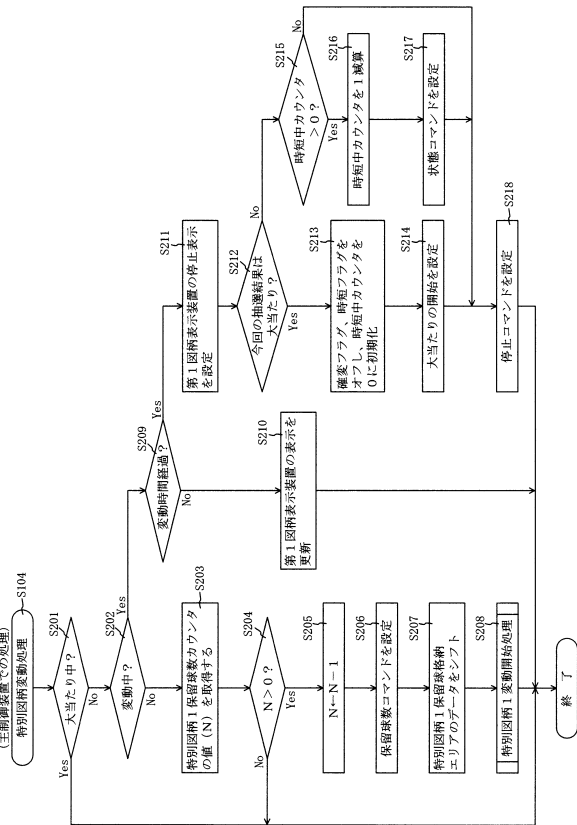 (主制御装置での処理)
特別図柄変動処理
S104
大当たり中？
S201
Yes
No
変動中？
S202
Yes
No
特別図柄１保留球数カウンタ
の値（N）を取得する
S203
N＞０？
S204
No
Yes
N←N－1
S205
保留球数コマンドを設定
S206
特別図柄１保留球格納
エリアのデータをシフト
S207
特別図柄１変動開始処理
S208
終 了
変動時間経過？
S209
Yes
No
第１図柄表示装置の表示を
更新
S210
第１図柄表示装置の停止表示
を設定
S211
今回の抽選結果は
大当たり？
S212
No
Yes
確変フラグ、時短フラグを
オフし、時短中カウンタを
０に初期化
S213
大当たりの開始を設定
S214
時短中カウンタ
＞０？
S215
No
Yes
時短中カウンタを１減算
S216
状態コマンドを設定
S217
停止コマンドを設定
S218